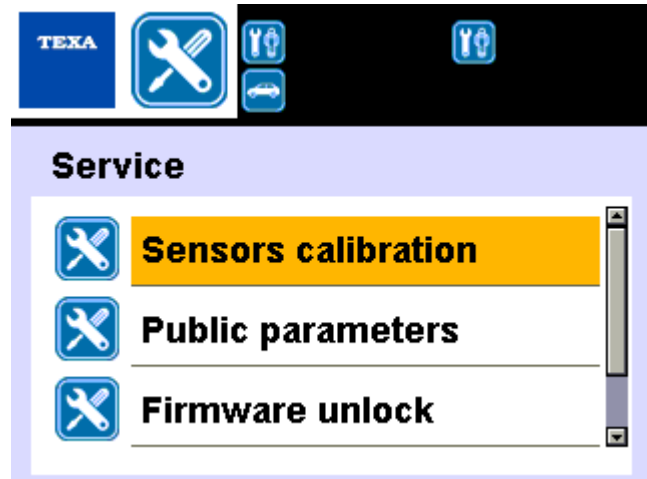 TEXA
Service
Sensors calibration
Public parameters
Firmware unlock